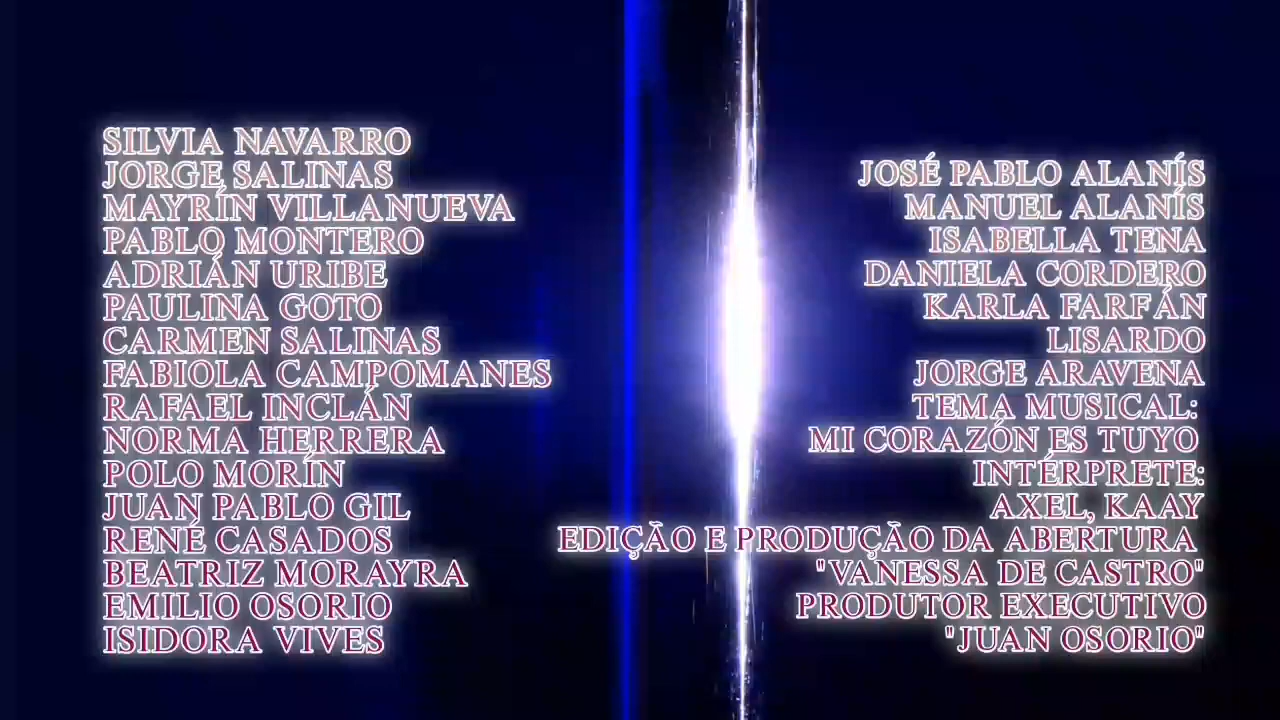 SILVIA NAVARRO
JORGE SALINAS
MAYRÍN VILLANUEVA
PABLO MONTERO
ADRIÁN URIBE
PAULINA GOTO
CARMEN SALINAS
FABIOLA CAMPOMANES
RAFAEL INCLÁN
NORMA HERRERA
POLO MORÍN
JUAN PABLO GIL
RENÉ CASADOS
BEATRIZ MORAYRA
EMILIO OSORIO
ISIDORA VIVES
JOSÉ PABLO ALANÍS
MANUEL ALANÍS
ISABELLA TENA
DANIELA CORDERO
KARLA FARFÁN
LISARDO
JORGE ARAVENA
TEMA MUSICAL:
MI CORAZÓN ES TUYO
INTÉRPRETE:
AXEL, KAAY
EDIÇÃO E PRODUÇÃO DA ABERTURA
"VANESSA DE CASTRO"
PRODUTOR EXECUTIVO
"JUAN OSORIO"